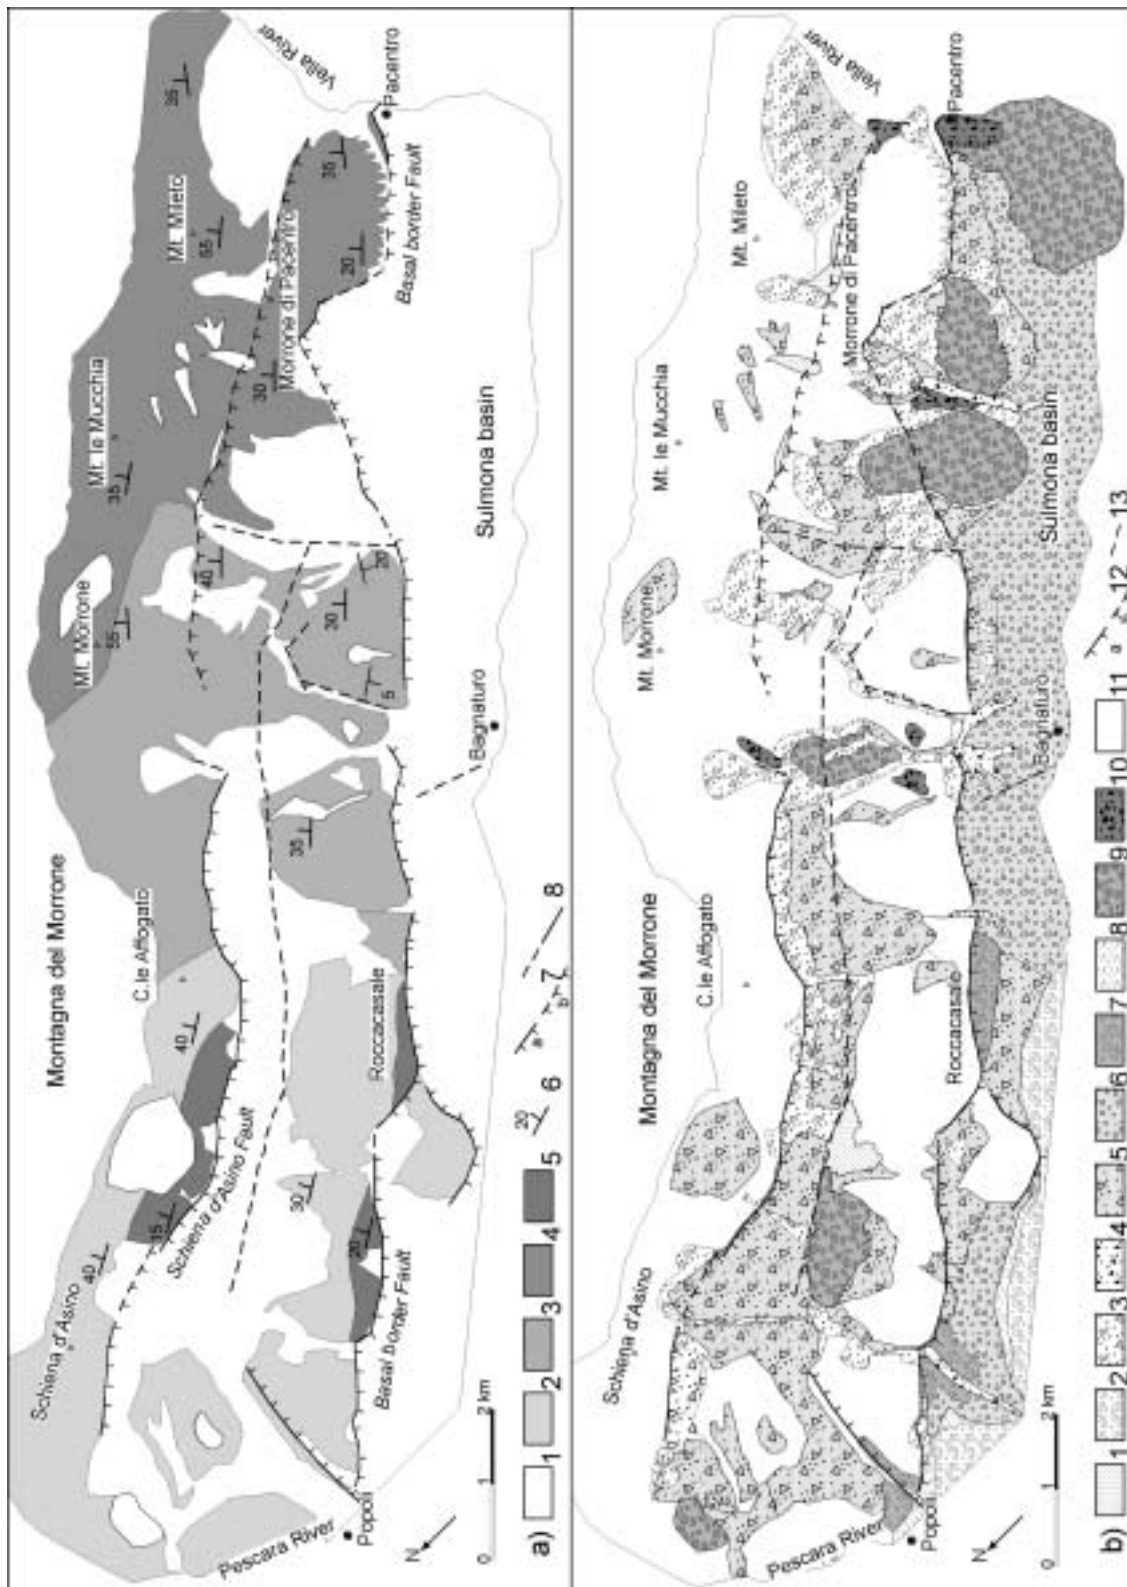 Montagna del Morrone
Schiena d'Asino
C.le Affogato
Mt. Morrone
Mt. le Mucchia
Mt. Mileto
Vella River
Pacentro
Morrone di Pacentro
Basal border Fault
Sulmona basin
Bagnaturo
Roccacasale
Schiena d'Asino Fault
Basal border Fault
Pescara River
Popoli
40
15
40
30
20
35
55
40
30
20
5
35
30
55
35
35
20
N
0 1 2 km
a) 1 2 3 4 5 20 6 a b 7 8
Montagna del Morrone
Schiena d'Asino
C.le Affogato
Mt. Morrone
Mt. le Mucchia
Mt. Mileto
Vella River
Pacentro
Morrone di Pacentro
Sulmona basin
Bagnaturo
Roccacasale
Pescara River
Popoli
N
0 1 2 km
b) 1 2 3 4 5 6 7 8 9 10 11 a 12 13